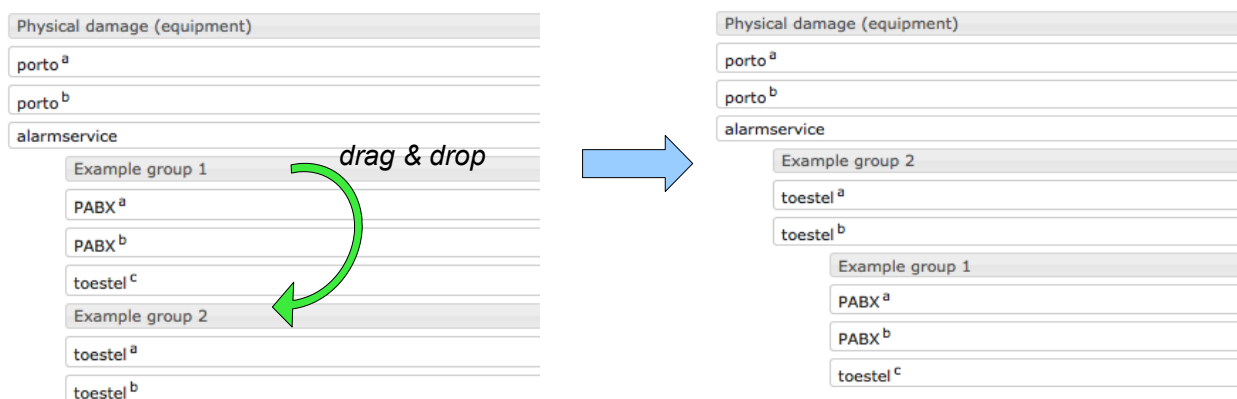 Physical damage (equipment)
porto a
porto b
alarmservice
Example group 1
PABX a
PABX b
toestel c
Example group 2
toestel a
toestel b
drag & drop
Physical damage (equipment)
porto a
porto b
alarmservice
Example group 2
toestel a
toestel b
Example group 1
PABX a
PABX b
toestel c